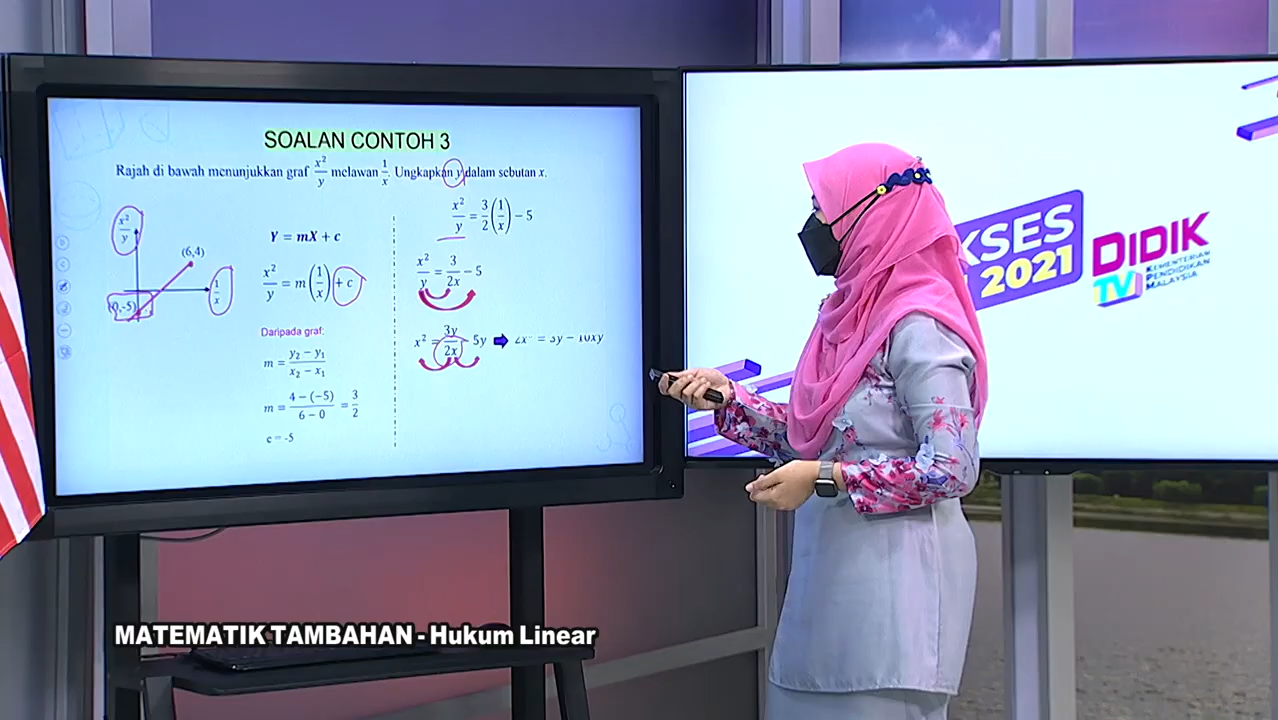 SOALAN CONTOH 3
Rajah di bawah menunjukkan graf x²/y melawan 1/x. Ungkapkan y dalam sebutan x.
x²/y
(6,4)
1/x
(0,-5)
Y = mX + c
x²/y = m(1/x) + c
Daripada graf:
m = (y₂ − y₁)/(x₂ − x₁)
m = (4 − (−5))/(6 − 0) = 3/2
c = -5
x²/y = 3/2 (1/x) − 5
x²/y = 3/(2x) − 5
x² = 3y/(2x) − 5y
= 3y − 10xy
KSES
2021
DIDIK
TV
KEMENTERIAN
PENDIDIKAN
MALAYSIA
MATEMATIK TAMBAHAN - Hukum Linear